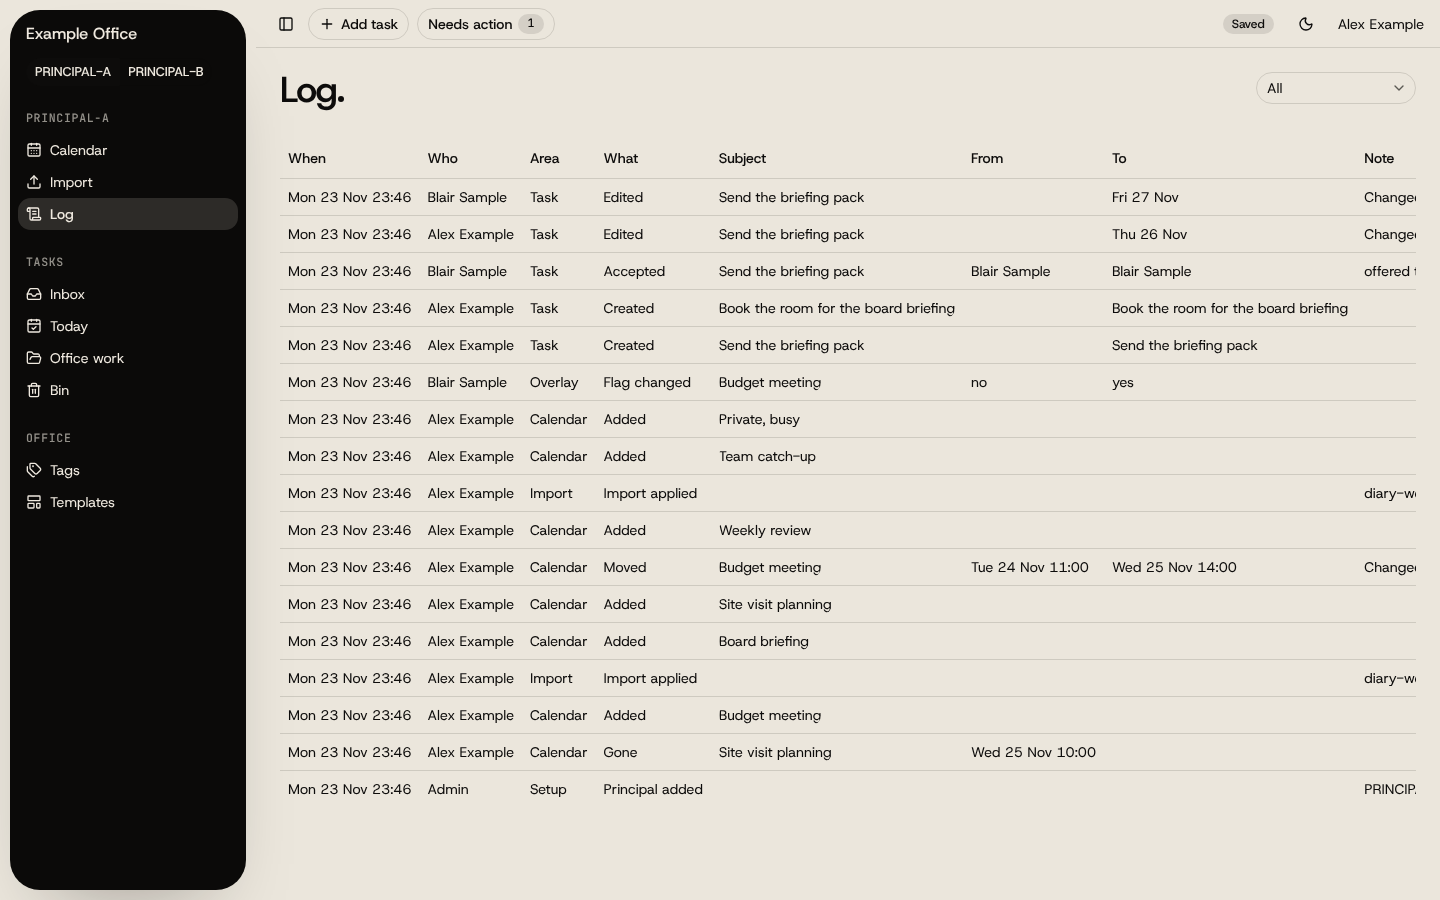 Example Office
PRINCIPAL-A PRINCIPAL-B
PRINCIPAL-A
Calendar
Import
Log
TASKS
Inbox
Today
Office work
Bin
OFFICE
Tags
Templates
Add task Needs action 1 Saved Alex Example
Log. All
When Who Area What Subject From To Note
Mon 23 Nov 23:46 Blair Sample Task Edited Send the briefing pack Fri 27 Nov
Mon 23 Nov 23:46 Alex Example Task Edited Send the briefing pack Thu 26 Nov
Mon 23 Nov 23:46 Blair Sample Task Accepted Send the briefing pack Blair Sample Blair Sample offered
Mon 23 Nov 23:46 Alex Example Task Created Book the room for the board briefing Book the room for the board briefing
Mon 23 Nov 23:46 Alex Example Task Created Send the briefing pack Send the briefing pack
Mon 23 Nov 23:46 Blair Sample Overlay Flag changed Budget meeting no yes
Mon 23 Nov 23:46 Alex Example Calendar Added Private, busy
Mon 23 Nov 23:46 Alex Example Calendar Added Team catch-up
Mon 23 Nov 23:46 Alex Example Import Import applied
Mon 23 Nov 23:46 Alex Example Calendar Added Weekly review
Mon 23 Nov 23:46 Alex Example Calendar Moved Budget meeting Tue 24 Nov 11:00 Wed 25 Nov 14:00
Mon 23 Nov 23:46 Alex Example Calendar Added Site visit planning
Mon 23 Nov 23:46 Alex Example Calendar Added Board briefing
Mon 23 Nov 23:46 Alex Example Import Import applied
Mon 23 Nov 23:46 Alex Example Calendar Added Budget meeting
Mon 23 Nov 23:46 Alex Example Calendar Gone Site visit planning Wed 25 Nov 10:00
Mon 23 Nov 23:46 Admin Setup Principal added